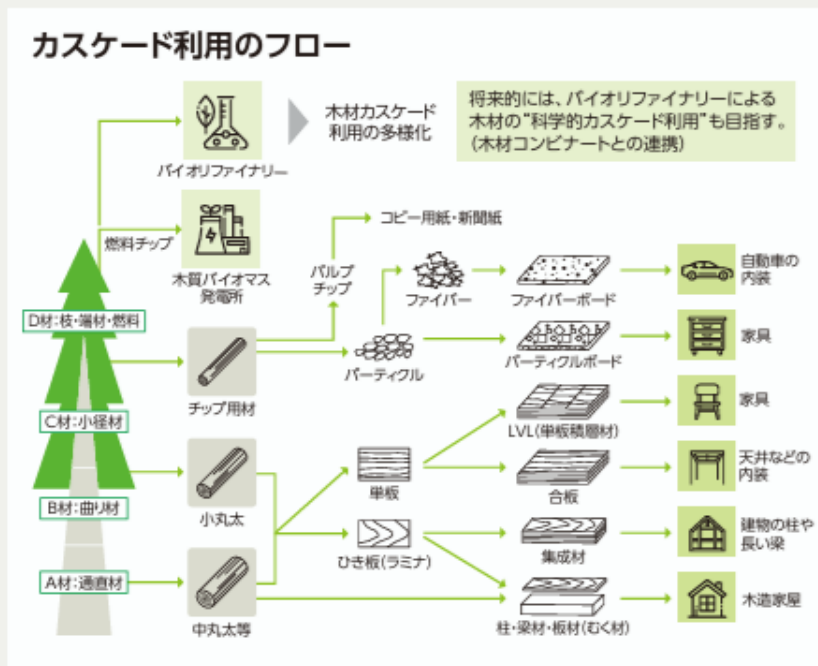 カスケード利用のフロー
バイオリファイナリー
木材カスケード
利用の多様化
将来的には、バイオリファイナリーによる
木材の“科学的カスケード利用”も目指す。
(木材コンビナートとの連携)
燃料チップ
木質バイオマス
発電所
コピー用紙・新聞紙
パルプ
チップ
ファイバー
ファイバーボード
自動車の
内装
D材:枝・端材・燃料
チップ用材
パーティクル
パーティクルボード
家具
C材:小径材
LVL(単板積層材)
家具
小丸太
単板
合板
天井などの
内装
B材:曲り材
ひき板(ラミナ)
集成材
建物の柱や
長い梁
A材:通直材
中丸太等
柱・梁材・板材(むく材)
木造家屋